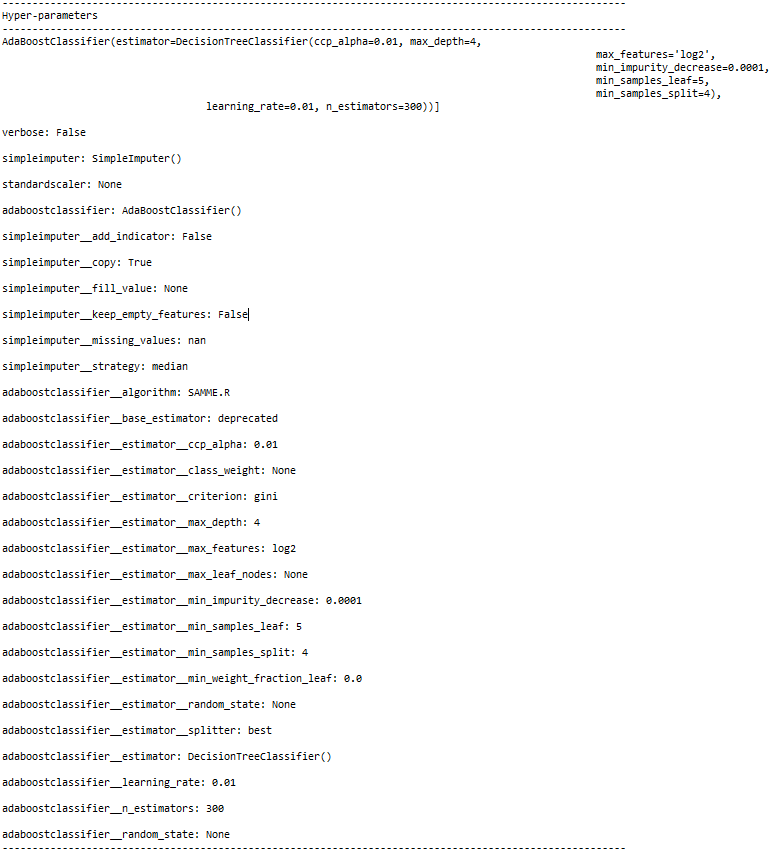 --------------------------------------------------------------------------------------------------------
Hyper-parameters
--------------------------------------------------------------------------------------------------------
AdaBoostClassifier(estimator=DecisionTreeClassifier(ccp_alpha=0.01, max_depth=4,
max_features='log2',
min_impurity_decrease=0.0001,
min_samples_leaf=5,
min_samples_split=4),
learning_rate=0.01, n_estimators=300))]
verbose: False
simpleimputer: SimpleImputer()
standardscaler: None
adaboostclassifier: AdaBoostClassifier()
simpleimputer__add_indicator: False
simpleimputer__copy: True
simpleimputer__fill_value: None
simpleimputer__keep_empty_features: False
simpleimputer__missing_values: nan
simpleimputer__strategy: median
adaboostclassifier__algorithm: SAMME.R
adaboostclassifier__base_estimator: deprecated
adaboostclassifier__estimator__ccp_alpha: 0.01
adaboostclassifier__estimator__class_weight: None
adaboostclassifier__estimator__criterion: gini
adaboostclassifier__estimator__max_depth: 4
adaboostclassifier__estimator__max_features: log2
adaboostclassifier__estimator__max_leaf_nodes: None
adaboostclassifier__estimator__min_impurity_decrease: 0.0001
adaboostclassifier__estimator__min_samples_leaf: 5
adaboostclassifier__estimator__min_samples_split: 4
adaboostclassifier__estimator__min_weight_fraction_leaf: 0.0
adaboostclassifier__estimator__random_state: None
adaboostclassifier__estimator__splitter: best
adaboostclassifier__estimator: DecisionTreeClassifier()
adaboostclassifier__learning_rate: 0.01
adaboostclassifier__n_estimators: 300
adaboostclassifier__random_state: None
--------------------------------------------------------------------------------------------------------